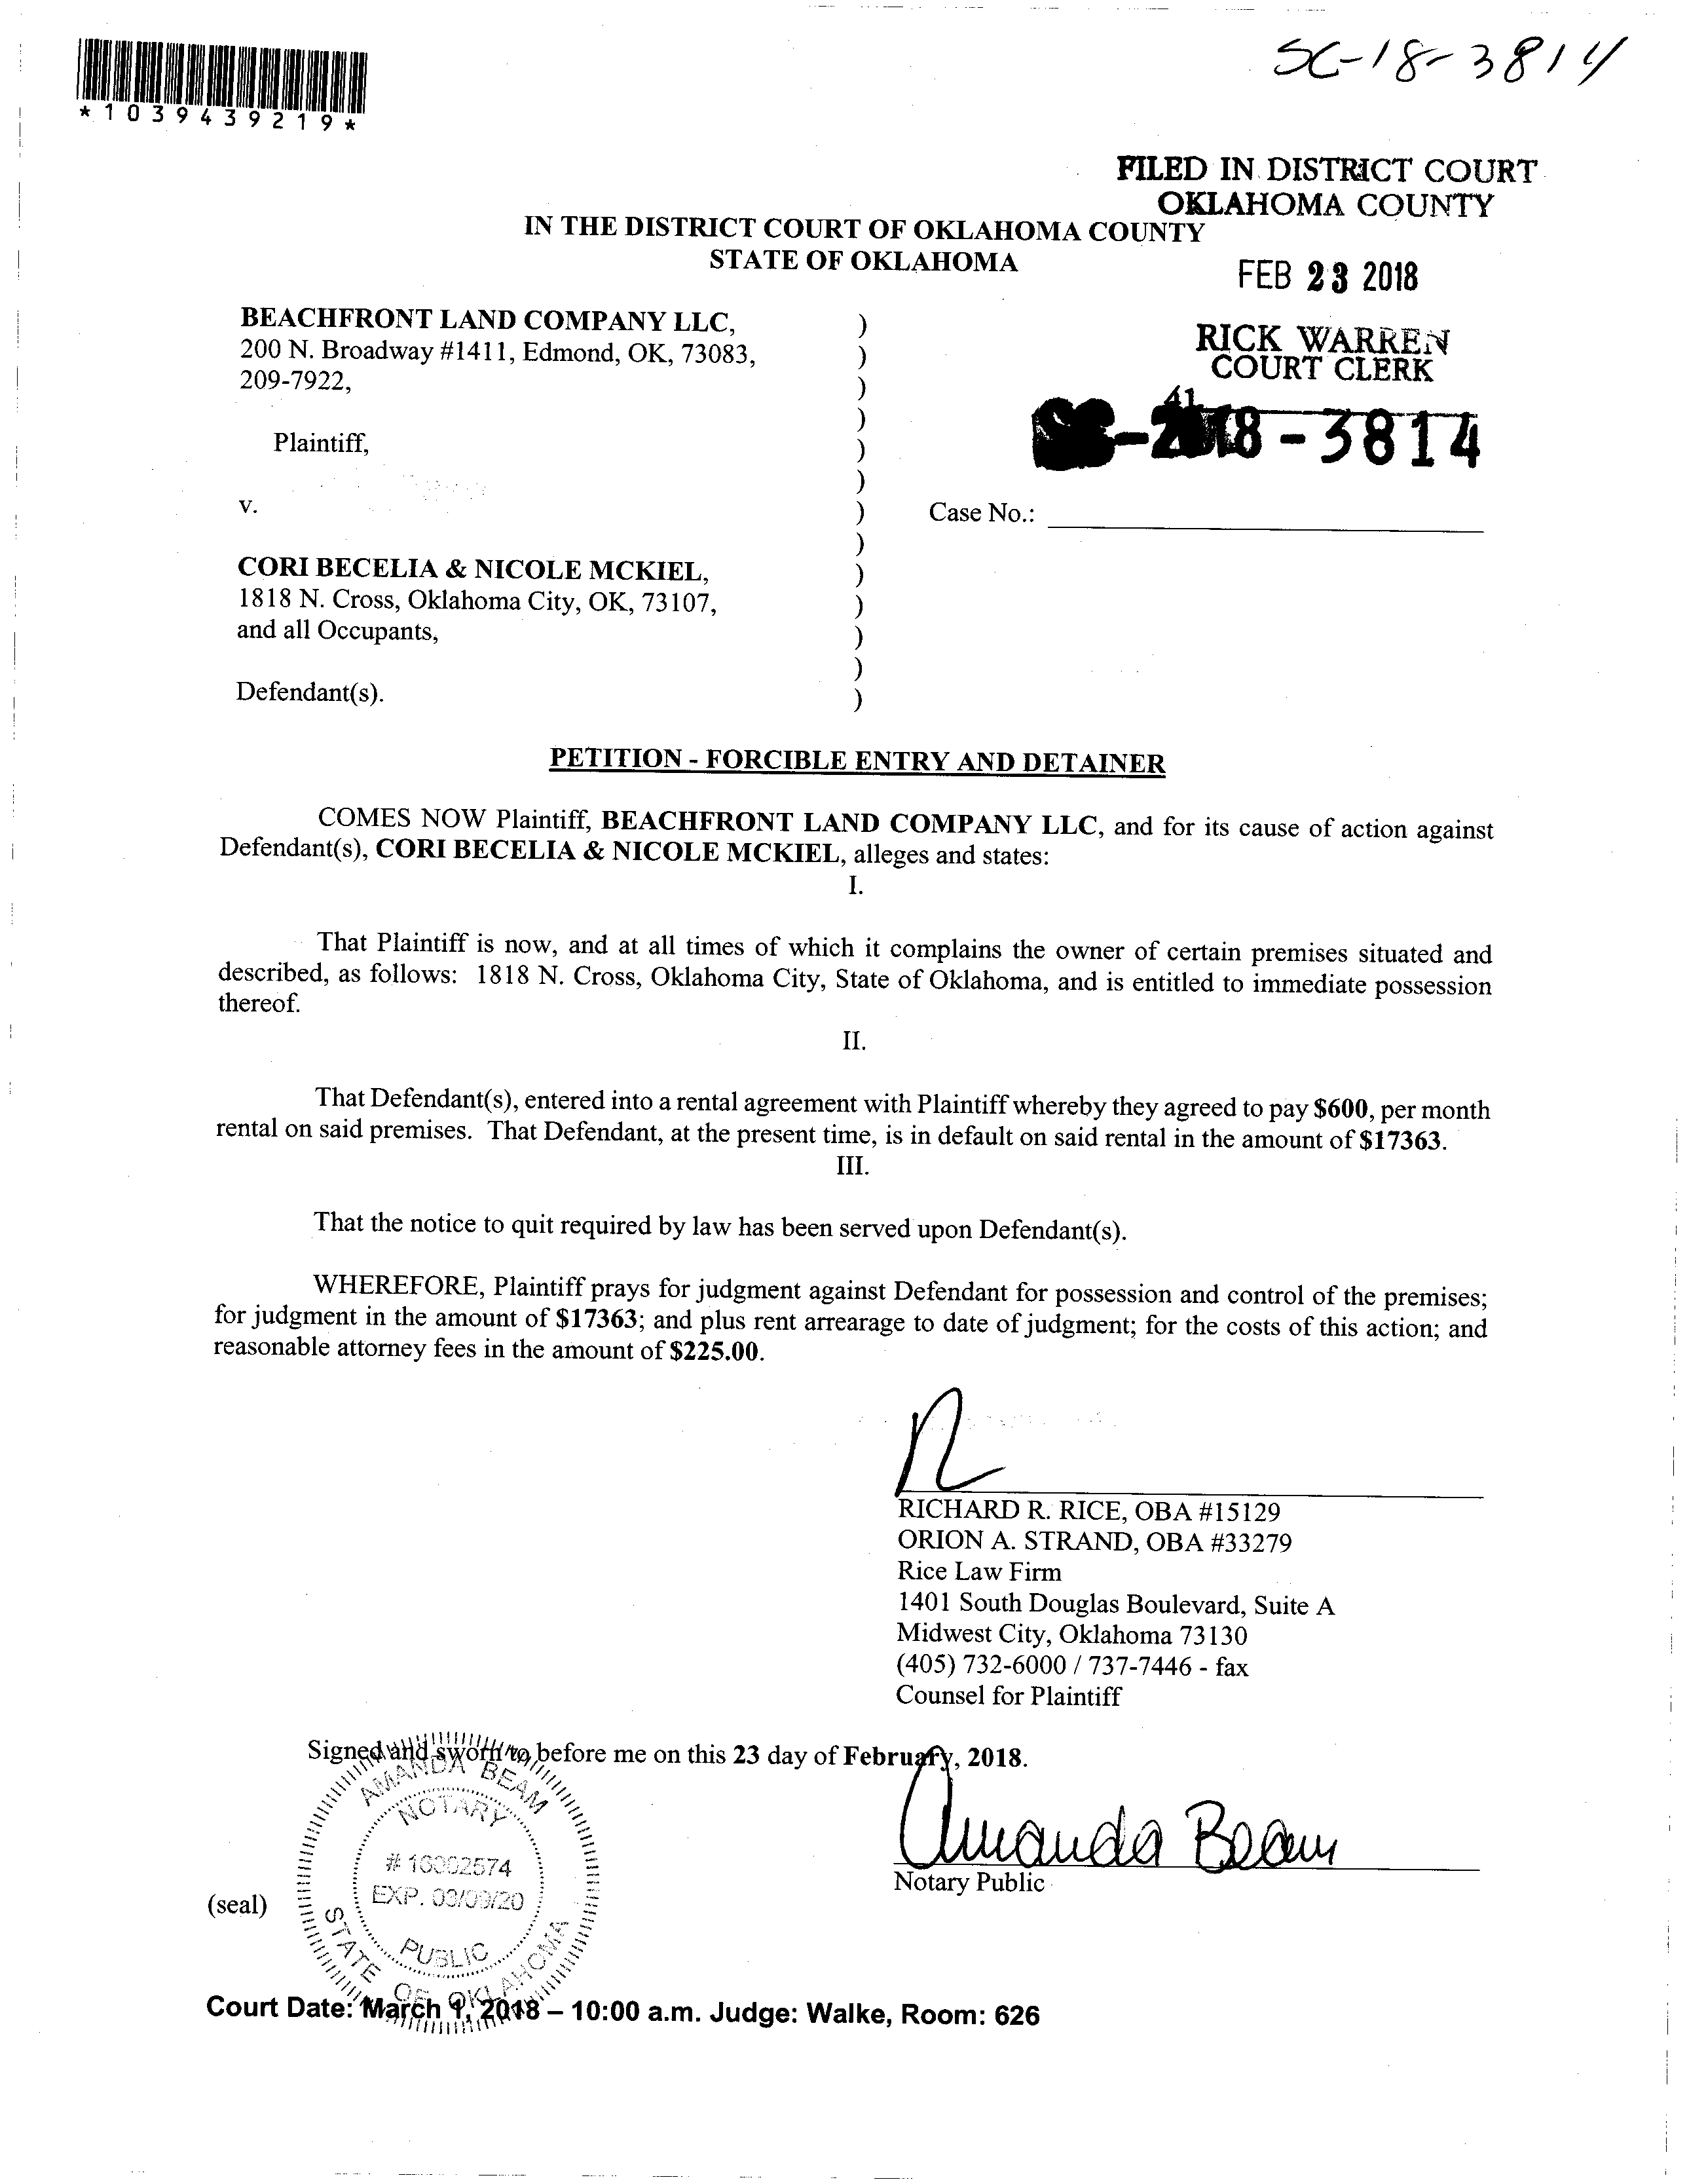 SC-18-3814
*1039439219*
FILED IN DISTRICT COURT
OKLAHOMA COUNTY
IN THE DISTRICT COURT OF OKLAHOMA COUNTY
STATE OF OKLAHOMA
FEB 23 2018
BEACHFRONT LAND COMPANY LLC, )
200 N. Broadway #1411, Edmond, OK, 73083, )
209-7922, )
)
Plaintiff, )
)
v. )
)
CORI BECELIA & NICOLE MCKIEL, )
1818 N. Cross, Oklahoma City, OK, 73107, )
and all Occupants, )
)
Defendant(s). )
RICK WARREN
COURT CLERK
41
SC-2018-3814
Case No.:
PETITION - FORCIBLE ENTRY AND DETAINER
COMES NOW Plaintiff, BEACHFRONT LAND COMPANY LLC, and for its cause of action against
Defendant(s), CORI BECELIA & NICOLE MCKIEL, alleges and states:
I.
That Plaintiff is now, and at all times of which it complains the owner of certain premises situated and
described, as follows: 1818 N. Cross, Oklahoma City, State of Oklahoma, and is entitled to immediate possession
thereof.
II.
That Defendant(s), entered into a rental agreement with Plaintiff whereby they agreed to pay $600, per month
rental on said premises. That Defendant, at the present time, is in default on said rental in the amount of $17363.
III.
That the notice to quit required by law has been served upon Defendant(s).
WHEREFORE, Plaintiff prays for judgment against Defendant for possession and control of the premises;
for judgment in the amount of $17363; and plus rent arrearage to date of judgment; for the costs of this action; and
reasonable attorney fees in the amount of $225.00.
RICHARD R. RICE, OBA #15129
ORION A. STRAND, OBA #33279
Rice Law Firm
1401 South Douglas Boulevard, Suite A
Midwest City, Oklahoma 73130
(405) 732-6000 / 737-7446 - fax
Counsel for Plaintiff
Signed and sworn to before me on this 23 day of February, 2018.
AMANDA BEAM
NOTARY
# 16002574
EXP. 03/09/20
PUBLIC
STATE OF OKLAHOMA
Amanda Beam
Notary Public
(seal)
Court Date: March 9, 2018 – 10:00 a.m. Judge: Walke, Room: 626